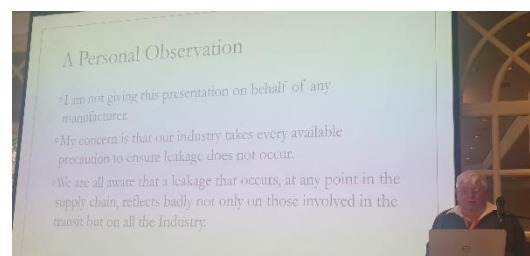 A Personal Observation
•I am not giving this presentation on behalf of any
manufacturer.
•My concern is that our industry takes every available
precaution to ensure leakage does not occur.
•We are all aware that a leakage that occurs, at any point in the
supply chain, reflects badly not only on those involved in the
transit but on all the Industry.